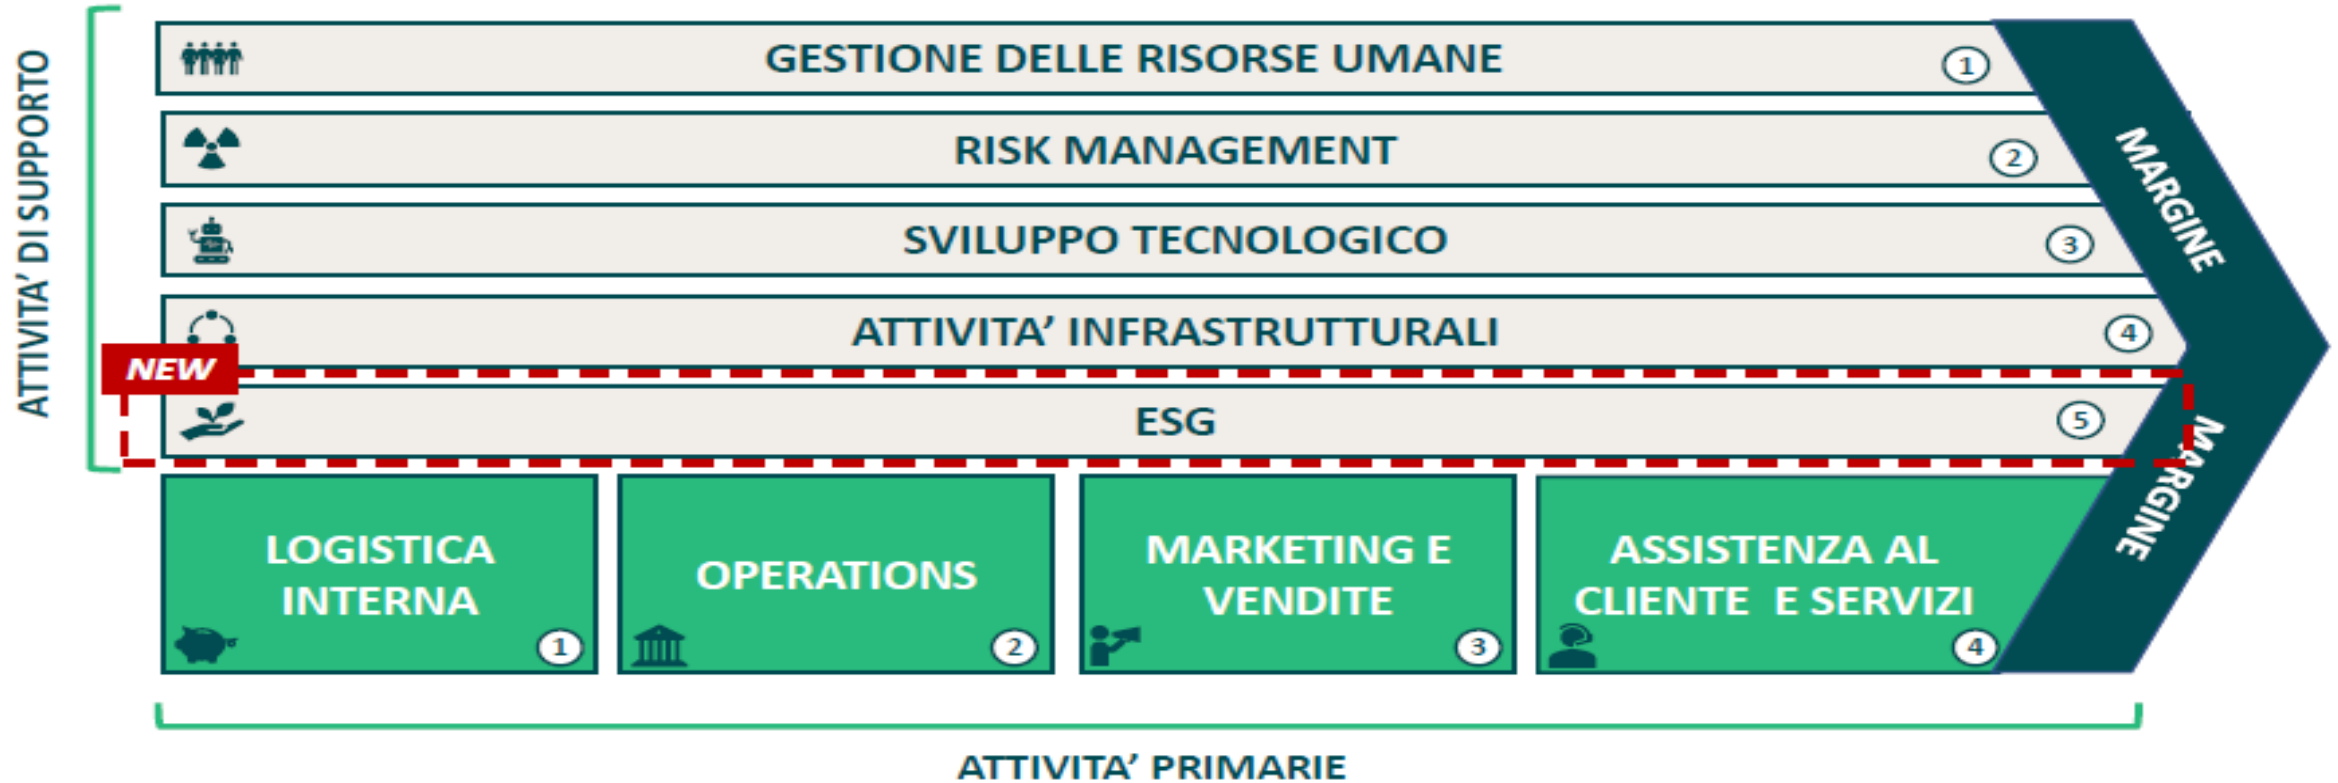 ATTIVITA' DI SUPPORTO
GESTIONE DELLE RISORSE UMANE
1
RISK MANAGEMENT
2
SVILUPPO TECNOLOGICO
3
ATTIVITA' INFRASTRUTTURALI
4
NEW
ESG
5
MARGINE
MARGINE
LOGISTICA
INTERNA
1
OPERATIONS
2
MARKETING E
VENDITE
3
ASSISTENZA AL
CLIENTE E SERVIZI
4
ATTIVITA' PRIMARIE